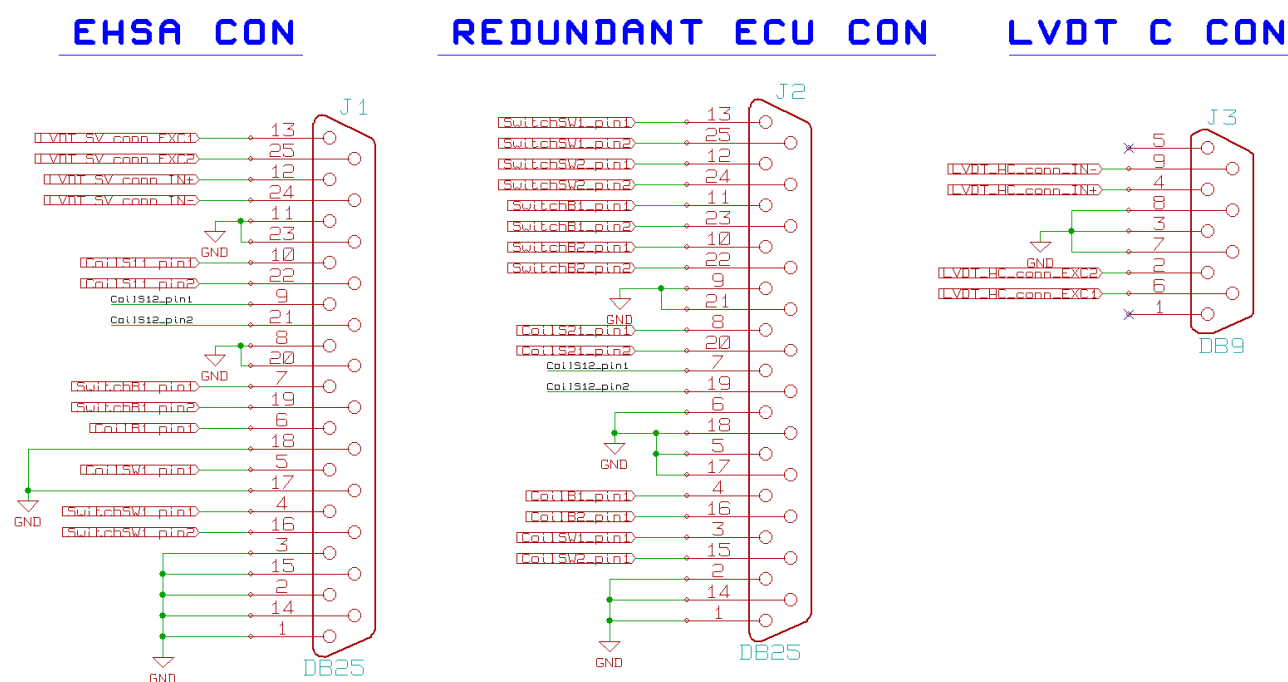 EHSA CON
REDUNDANT ECU CON
LVDT C CON
J1
LVDT_SV_conn_EXC1 13
LVDT_SV_conn_EXC2 25
LVDT_SV_conn_IN+ 12
LVDT_SV_conn_IN- 24
11
GND 23
CoilS11_pin1 10
CoilS11_pin2 22
CoilS12_pin1 9
CoilS12_pin2 21
8
GND 20
SwitchB1_pin1 7
SwitchB1_pin2 19
CoilB1_pin1 6
18
CoilSW1_pin1 5
17
GND
SwitchSW1_pin1 4
SwitchSW1_pin2 16
3
15
2
14
1
GND
DB25
J2
SwitchSW1_pin1 13
SwitchSW1_pin2 25
SwitchSW2_pin1 12
SwitchSW2_pin2 24
SwitchB1_pin1 11
SwitchB1_pin2 23
SwitchB2_pin1 10
SwitchB2_pin2 22
9
GND 21
CoilS21_pin1 8
CoilS21_pin2 20
CoilS12_pin1 7
CoilS12_pin2 19
6
18
5
GND 17
CoilB1_pin1 4
CoilB2_pin1 16
CoilSW1_pin1 3
CoilSW2_pin1 15
2
14
1
GND
DB25
J3
5
LVDT_HC_conn_IN- 9
LVDT_HC_conn_IN+ 4
8
3
7
GND
LVDT_HC_conn_EXC2 2
LVDT_HC_conn_EXC1 6
1
DB9